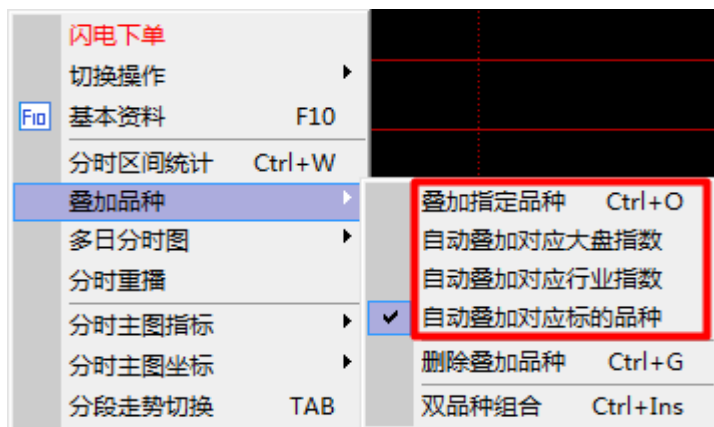 闪电下单
切换操作
F10 基本资料 F10
分时区间统计 Ctrl+W
叠加品种
多日分时图
分时重播
分时主图指标
分时主图坐标
分段走势切换 TAB
叠加指定品种 Ctrl+O
自动叠加对应大盘指数
自动叠加对应行业指数
自动叠加对应标的品种
删除叠加品种 Ctrl+G
双品种组合 Ctrl+Ins